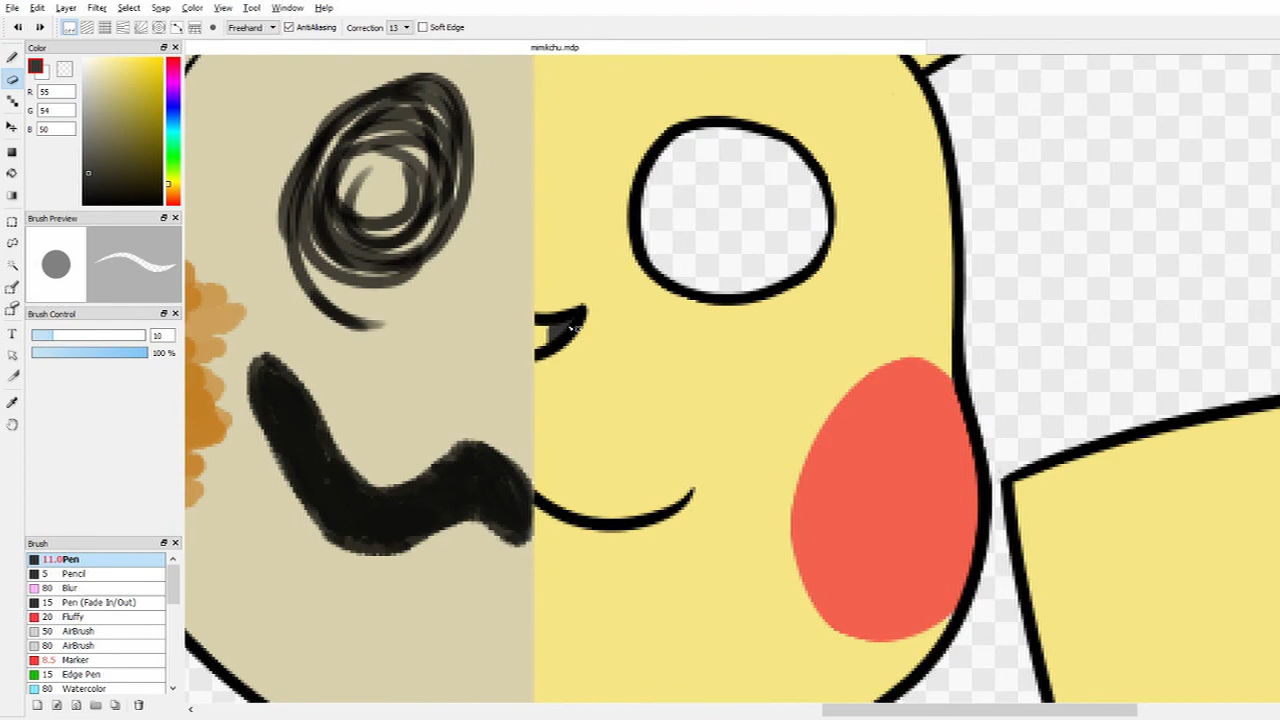 File Edit Layer Filter Select Snap Color View Tool Window Help
OFF Freehand AntiAliasing Correction 13 Soft Edge
Color
mimikchu.mdp
R 55
G 54
B 50
Brush Preview
Brush Control
10
100 %
Brush
11.0 Pen
5 Pencil
80 Blur
15 Pen (Fade In/Out)
20 Fluffy
50 AirBrush
80 AirBrush
8.5 Marker
15 Edge Pen
80 Watercolor